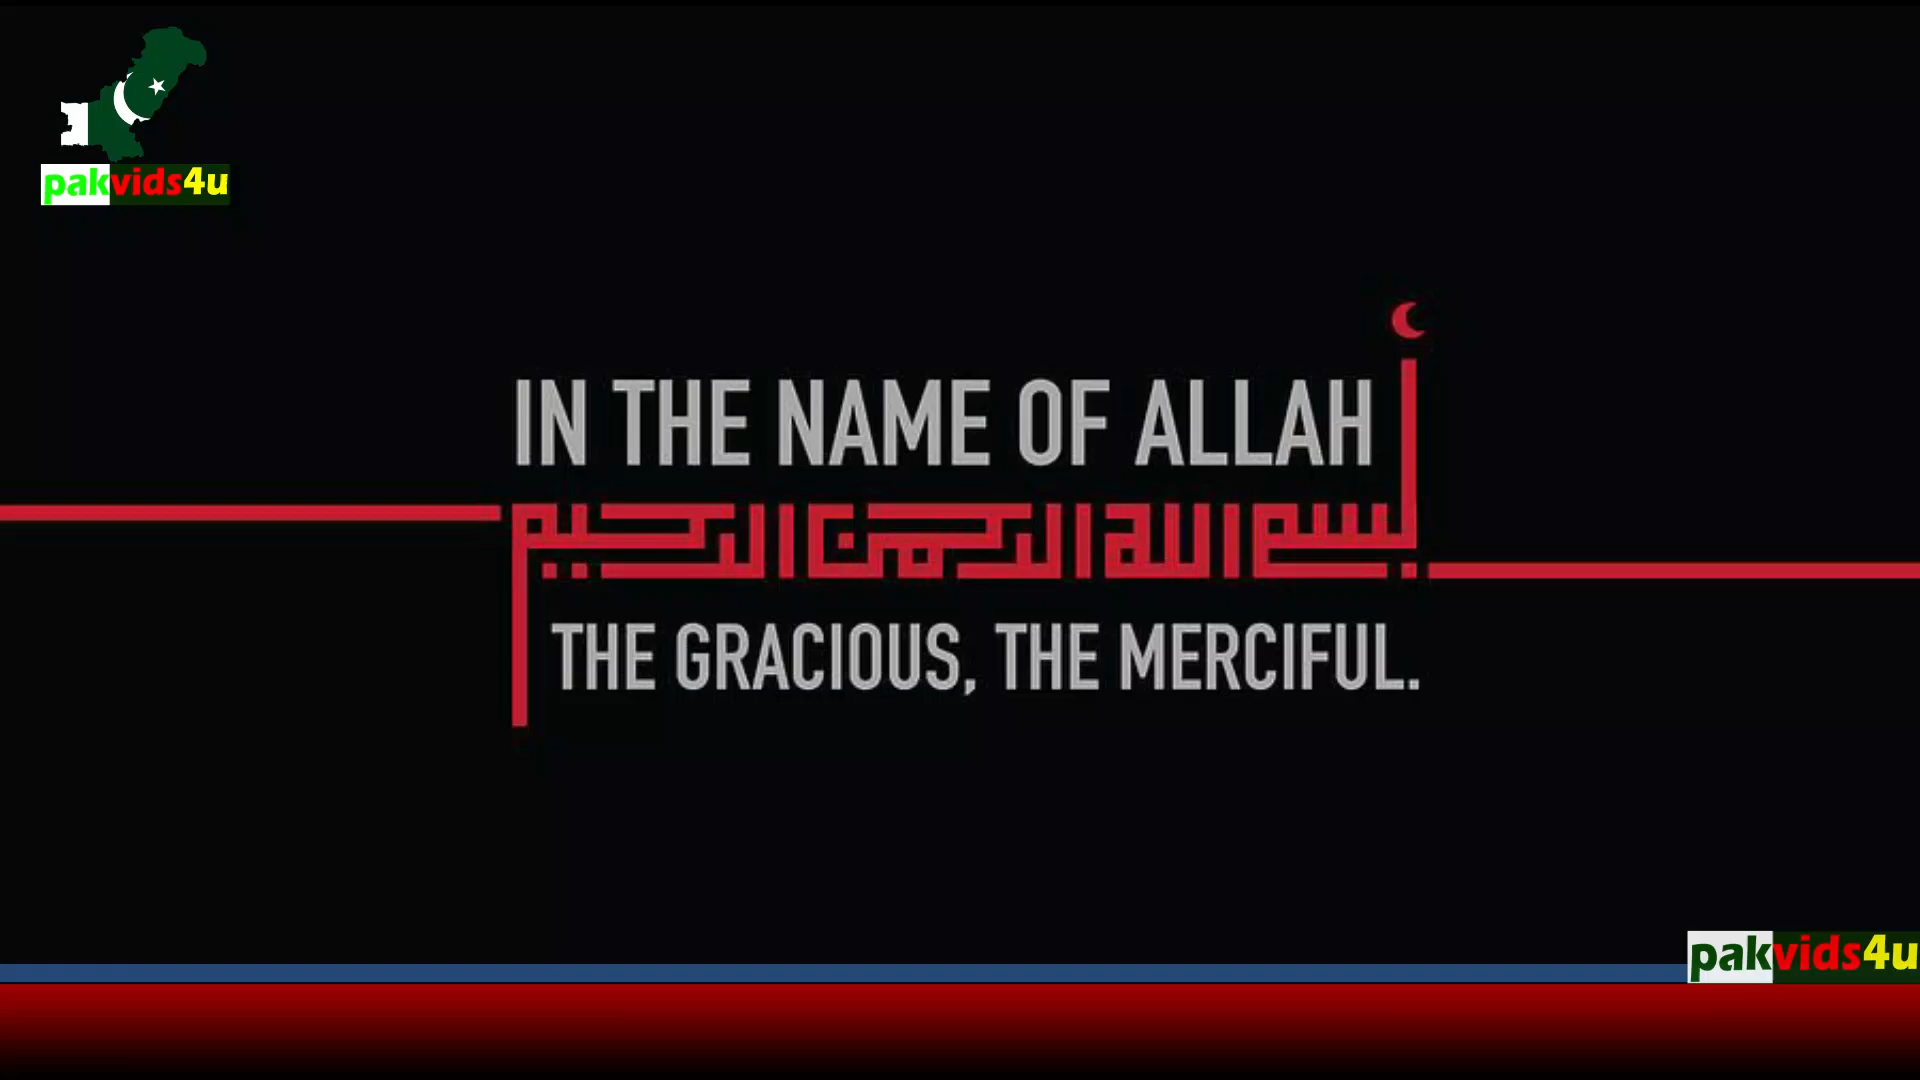 pakvids4u
IN THE NAME OF ALLAH
بسم الله الرحمن الرحيم
THE GRACIOUS, THE MERCIFUL.
pakvids4u